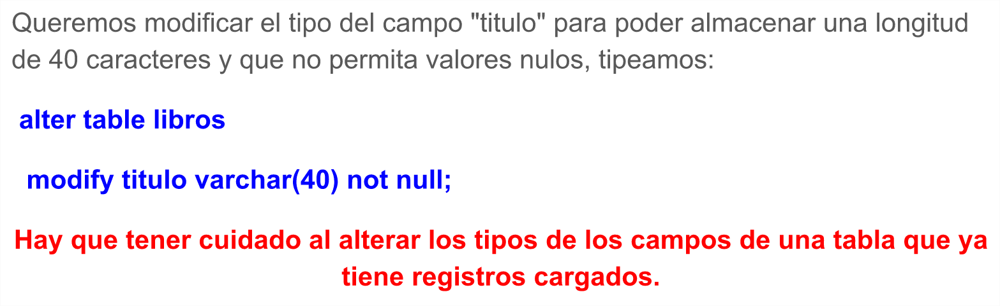 Queremos modificar el tipo del campo "titulo" para poder almacenar una longitud
de 40 caracteres y que no permita valores nulos, tipeamos:
alter table libros
modify titulo varchar(40) not null;
Hay que tener cuidado al alterar los tipos de los campos de una tabla que ya
tiene registros cargados.